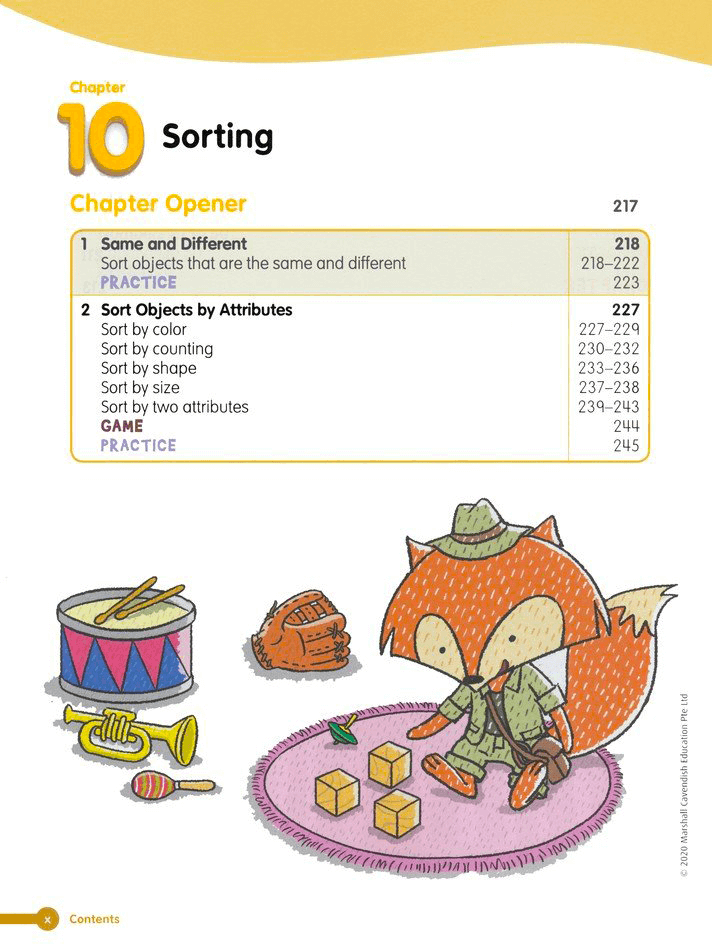 Chapter
10 Sorting
Chapter Opener 217
1 Same and Different 218
Sort objects that are the same and different 218–222
PRACTICE 223
2 Sort Objects by Attributes 227
Sort by color 227–229
Sort by counting 230–232
Sort by shape 233–236
Sort by size 237–238
Sort by two attributes 239–243
GAME 244
PRACTICE 245
© 2020 Marshall Cavendish Education Pte Ltd
x Contents